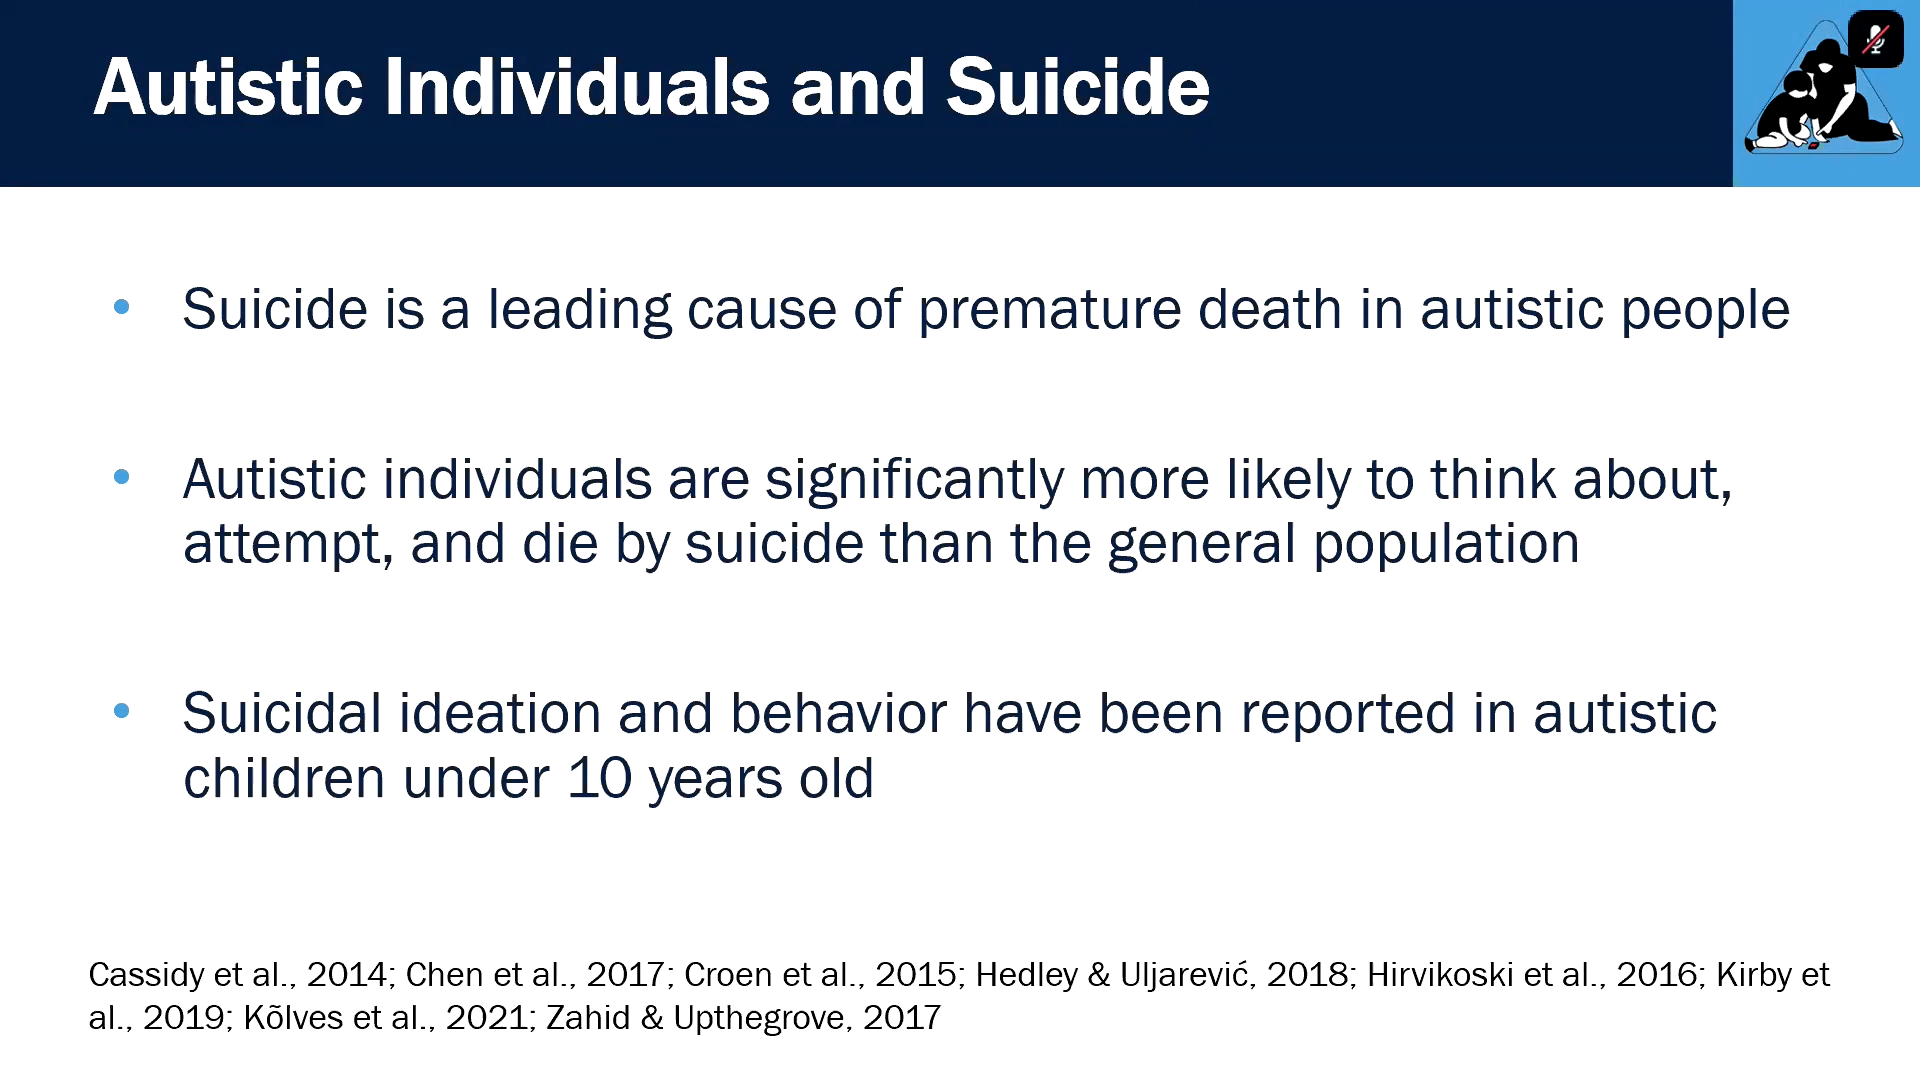 Autistic Individuals and Suicide
• Suicide is a leading cause of premature death in autistic people
• Autistic individuals are significantly more likely to think about,
attempt, and die by suicide than the general population
• Suicidal ideation and behavior have been reported in autistic
children under 10 years old
Cassidy et al., 2014; Chen et al., 2017; Croen et al., 2015; Hedley & Uljarević, 2018; Hirvikoski et al., 2016; Kirby et
al., 2019; Kõlves et al., 2021; Zahid & Upthegrove, 2017